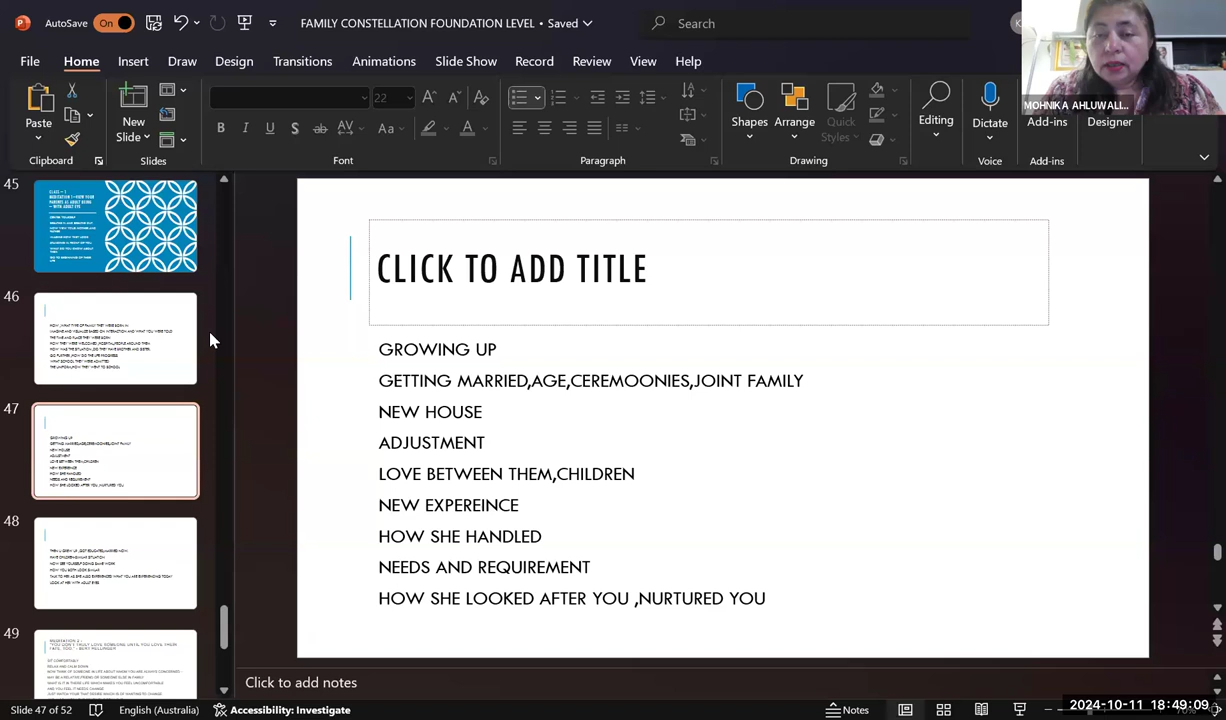 AutoSave On FAMILY CONSTELLATION FOUNDATION LEVEL • Saved Search K
File Home Insert Draw Design Transitions Animations Slide Show Record Review View Help
MOHNIKA AHLUWALI...
Paste New Slide 22 Shapes Arrange Quick Styles Editing Dictate Add-ins Designer
B I U S ab AV Aa A
Clipboard Slides Font Paragraph Drawing Voice Add-ins
45
46
47
48
49
CLICK TO ADD TITLE
GROWING UP
GETTING MARRIED,AGE,CEREMOONIES,JOINT FAMILY
NEW HOUSE
ADJUSTMENT
LOVE BETWEEN THEM,CHILDREN
NEW EXPEREINCE
HOW SHE HANDLED
NEEDS AND REQUIREMENT
HOW SHE LOOKED AFTER YOU ,NURTURED YOU
Click to add notes
Slide 47 of 52 English (Australia) Accessibility: Investigate Notes
2024-10-11 18:49:09